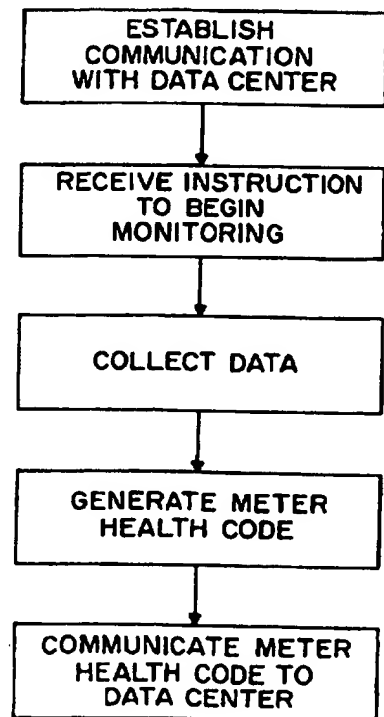 ESTABLISH
COMMUNICATION
WITH DATA CENTER
RECEIVE INSTRUCTION
TO BEGIN
MONITORING
COLLECT DATA
GENERATE METER
HEALTH CODE
COMMUNICATE METER
HEALTH CODE TO
DATA CENTER